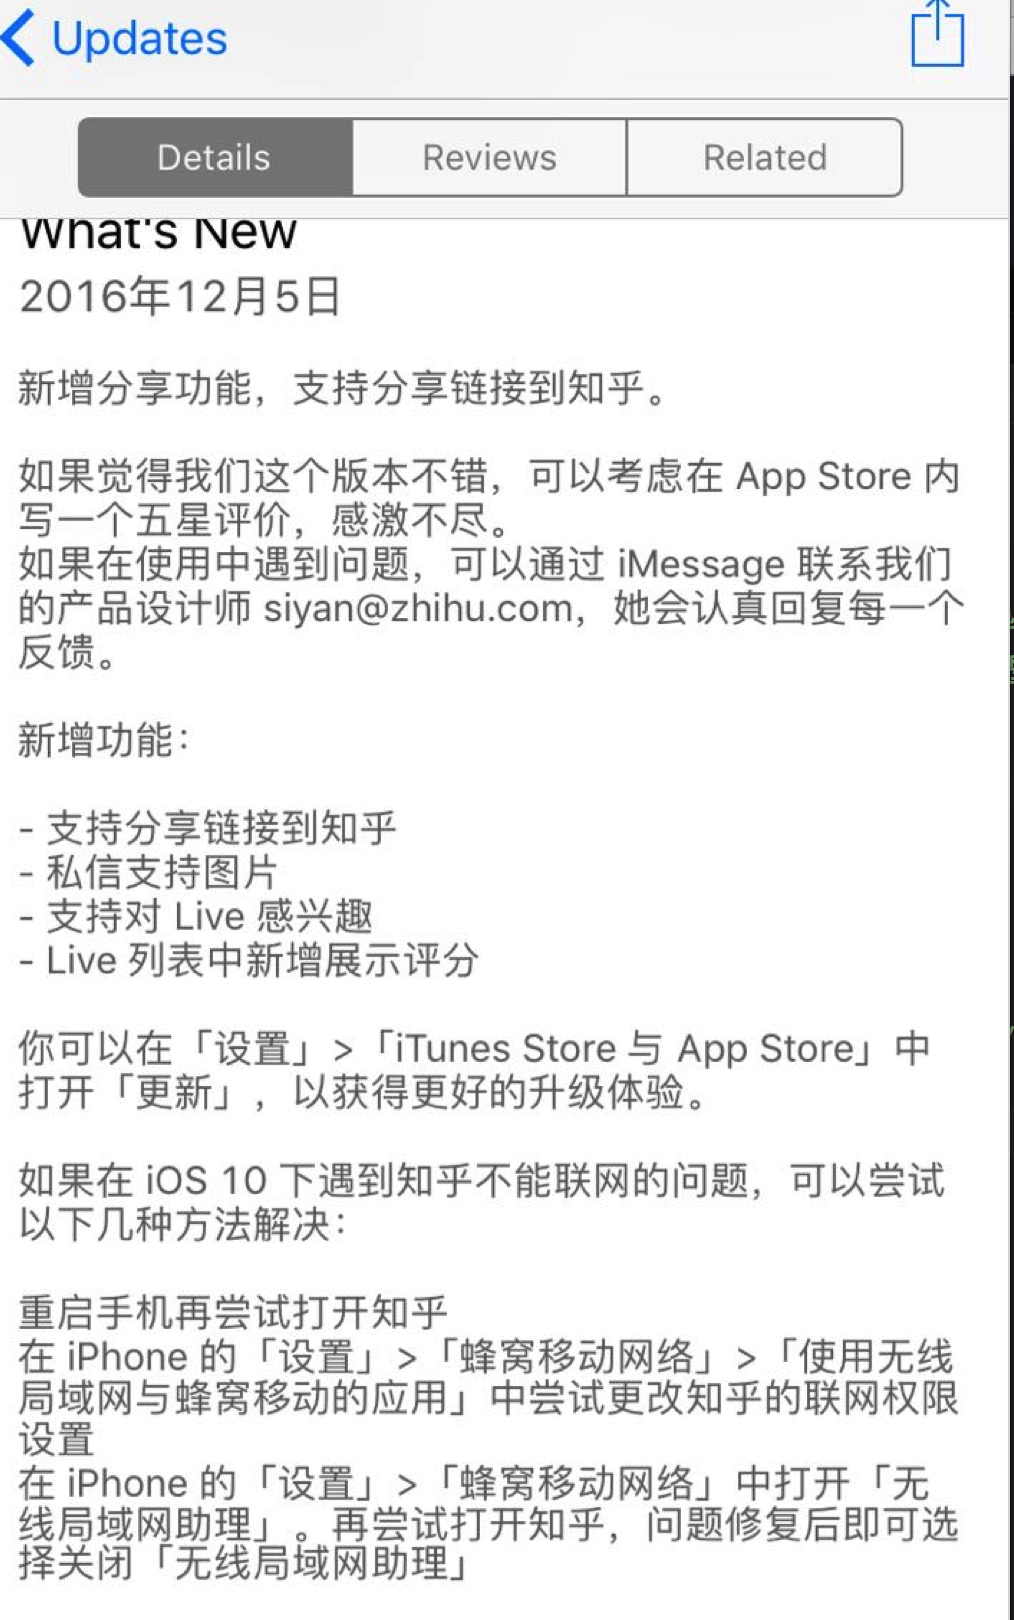 Updates
Details Reviews Related
What's New
2016年12月5日
新增分享功能，支持分享链接到知乎。
如果觉得我们这个版本不错，可以考虑在 App Store 内
写一个五星评价，感激不尽。
如果在使用中遇到问题，可以通过 iMessage 联系我们
的产品设计师 siyan@zhihu.com，她会认真回复每一个
反馈。
新增功能：
- 支持分享链接到知乎
- 私信支持图片
- 支持对 Live 感兴趣
- Live 列表中新增展示评分
你可以在「设置」>「iTunes Store 与 App Store」中
打开「更新」，以获得更好的升级体验。
如果在 iOS 10 下遇到知乎不能联网的问题，可以尝试
以下几种方法解决：
重启手机再尝试打开知乎
在 iPhone 的「设置」>「蜂窝移动网络」>「使用无线
局域网与蜂窝移动的应用」中尝试更改知乎的联网权限
设置
在 iPhone 的「设置」>「蜂窝移动网络」中打开「无
线局域网助理」。再尝试打开知乎，问题修复后即可选
择关闭「无线局域网助理」